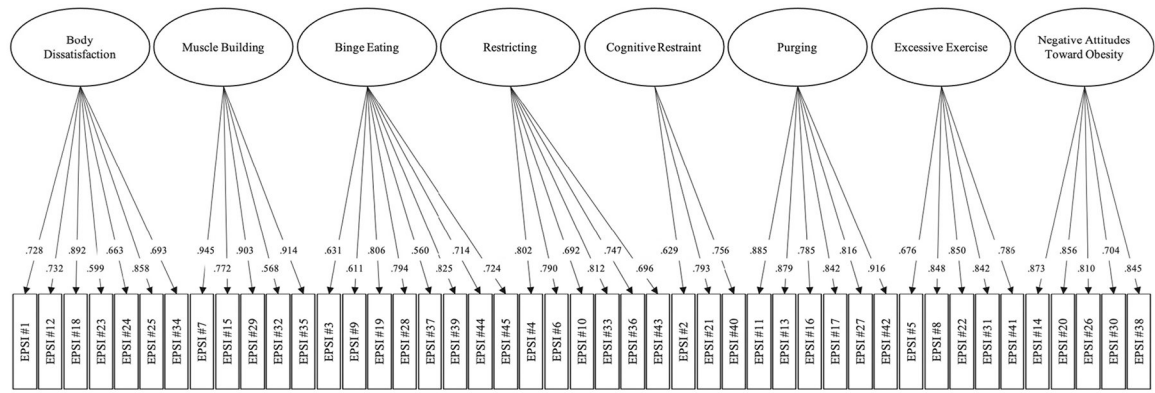 Body
Dissatisfaction
Muscle Building
Binge Eating
Restricting
Cognitive Restraint
Purging
Excessive Exercise
Negative Attitudes
Toward Obesity
.728 .892 .663 .693 .945 .903 .914 .631 .806 .560 .714 .802 .692 .747 .629 .756 .885 .785 .816 .676 .850 .786 .856 .704
.732 .599 .858 .772 .568 .611 .794 .825 .724 .790 .812 .696 .793 .879 .842 .916 .848 .842 .873 .810 .845
EPSI #1
EPSI #12
EPSI #18
EPSI #23
EPSI #24
EPSI #25
EPSI #34
EPSI #7
EPSI #15
EPSI #29
EPSI #32
EPSI #35
EPSI #3
EPSI #9
EPSI #19
EPSI #28
EPSI #37
EPSI #39
EPSI #44
EPSI #45
EPSI #4
EPSI #6
EPSI #10
EPSI #33
EPSI #36
EPSI #43
EPSI #2
EPSI #21
EPSI #40
EPSI #11
EPSI #13
EPSI #16
EPSI #17
EPSI #27
EPSI #42
EPSI #5
EPSI #8
EPSI #22
EPSI #31
EPSI #41
EPSI #14
EPSI #20
EPSI #26
EPSI #30
EPSI #38